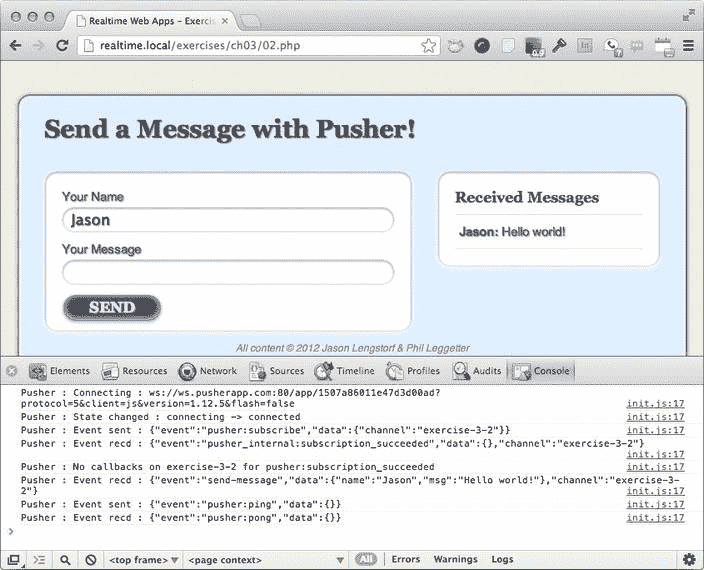 Realtime Web Apps – Exercis
realtime.local/exercises/ch03/02.php
Send a Message with Pusher!
Your Name
Jason
Your Message
SEND
Received Messages
Jason: Hello world!
All content © 2012 Jason Lengstorf & Phil Leggetter
Elements Resources Network Sources Timeline Profiles Audits Console
Pusher : Connecting : ws://ws.pusherapp.com:80/app/1507a86011e47d3d00ad?
protocol=5&client=js&version=1.12.5&flash=false init.js:17
Pusher : State changed : connecting -> connected init.js:17
Pusher : Event sent : {"event":"pusher:subscribe","data":{"channel":"exercise-3-2"}} init.js:17
Pusher : Event recd : {"event":"pusher_internal:subscription_succeeded","data":{},"channel":"exercise-3-2"}
init.js:17
Pusher : No callbacks on exercise-3-2 for pusher:subscription_succeeded init.js:17
Pusher : Event recd : {"event":"send-message","data":{"name":"Jason","msg":"Hello world!"},"channel":"exercise-3-
2"} init.js:17
Pusher : Event sent : {"event":"pusher:ping","data":{}} init.js:17
Pusher : Event recd : {"event":"pusher:pong","data":{}} init.js:17
<top frame> <page context> All Errors Warnings Logs